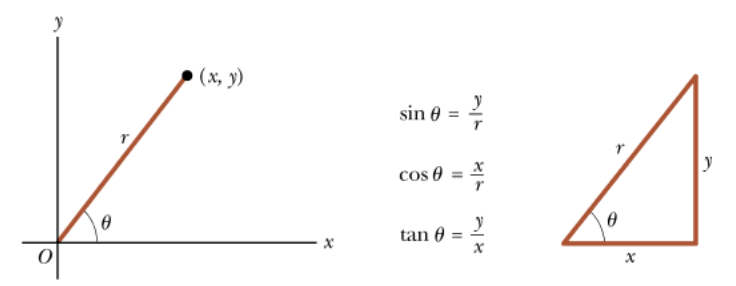 y
(x, y)
r
θ
O
x
sin θ = y/r
cos θ = x/r
tan θ = y/x
r
y
θ
x